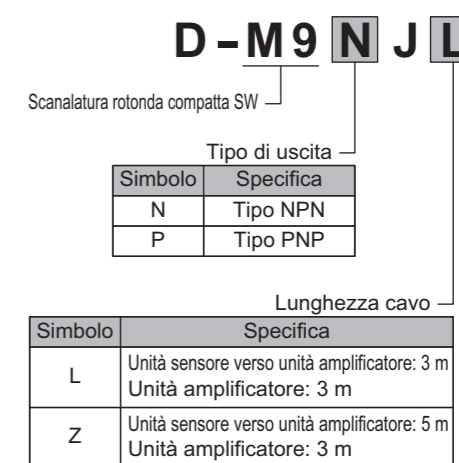 D-M9 N J L
Scanalatura rotonda compatta SW
Tipo di uscita
Simbolo Specifica
N Tipo NPN
P Tipo PNP
Lunghezza cavo
Simbolo Specifica
L Unità sensore verso unità amplificatore: 3 m
Unità amplificatore: 3 m
Z Unità sensore verso unità amplificatore: 5 m
Unità amplificatore: 3 m